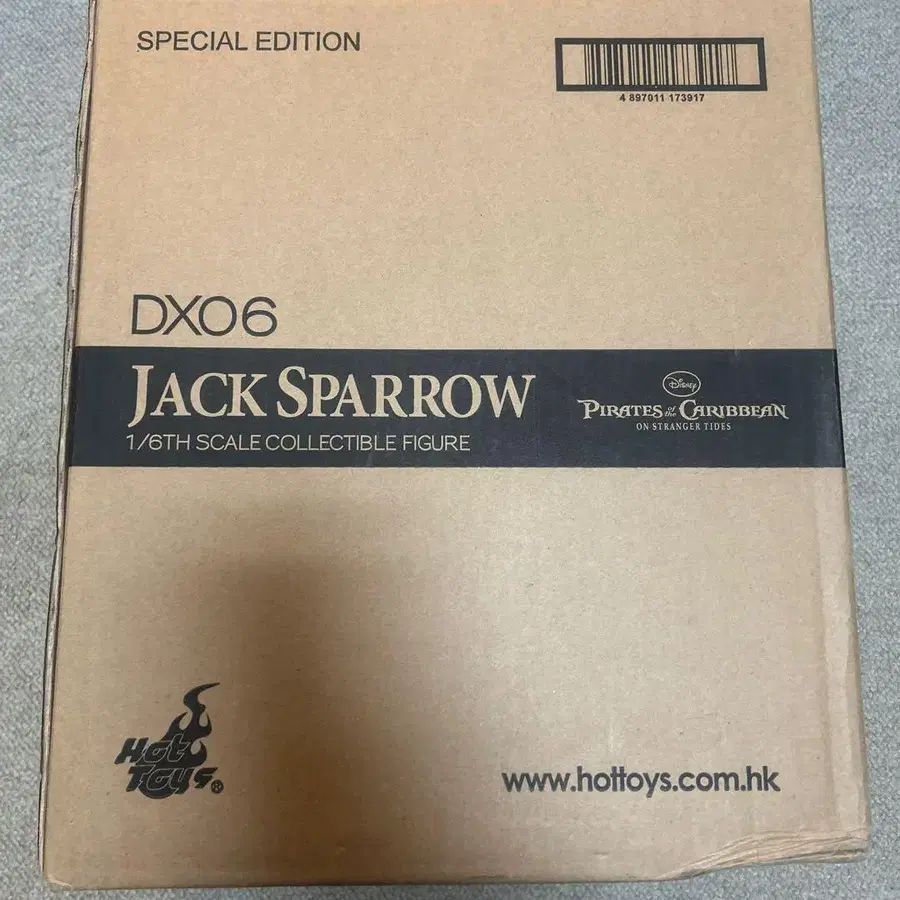 SPECIAL EDITION
4 897011 173917
DX06
JACK SPARROW
1/6TH SCALE COLLECTIBLE FIGURE
Disney
PIRATES of the CARIBBEAN
ON STRANGER TIDES
Hot
Toys®
www.hottoys.com.hk